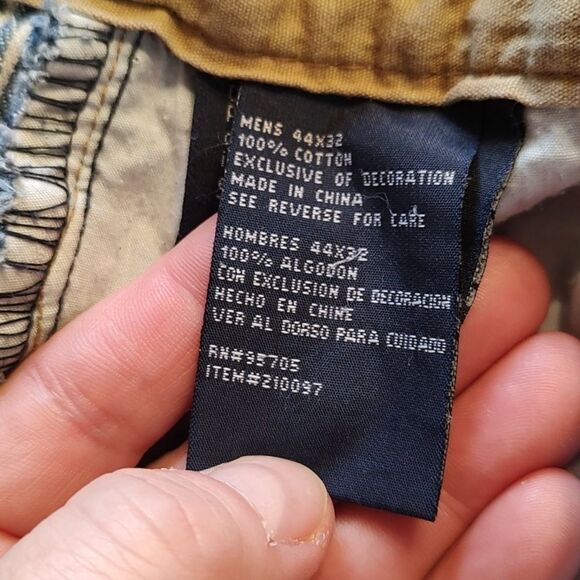 MENS 44X32
100% COTTON
EXCLUSIVE OF DECORATION
MADE IN CHINA
SEE REVERSE FOR CARE
HOMBRES 44X32
100% ALGODON
CON EXCLUSION DE DECORACION
HECHO EN CHINE
VER AL DORSO PARA CUIDADO
RN#95705
ITEM#210097